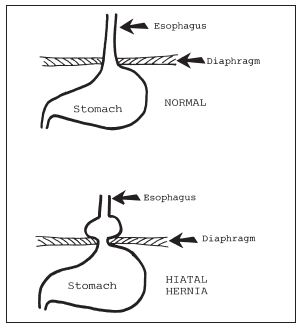 Esophagus
Diaphragm
Stomach
NORMAL
Esophagus
Diaphragm
Stomach
HIATAL
HERNIA